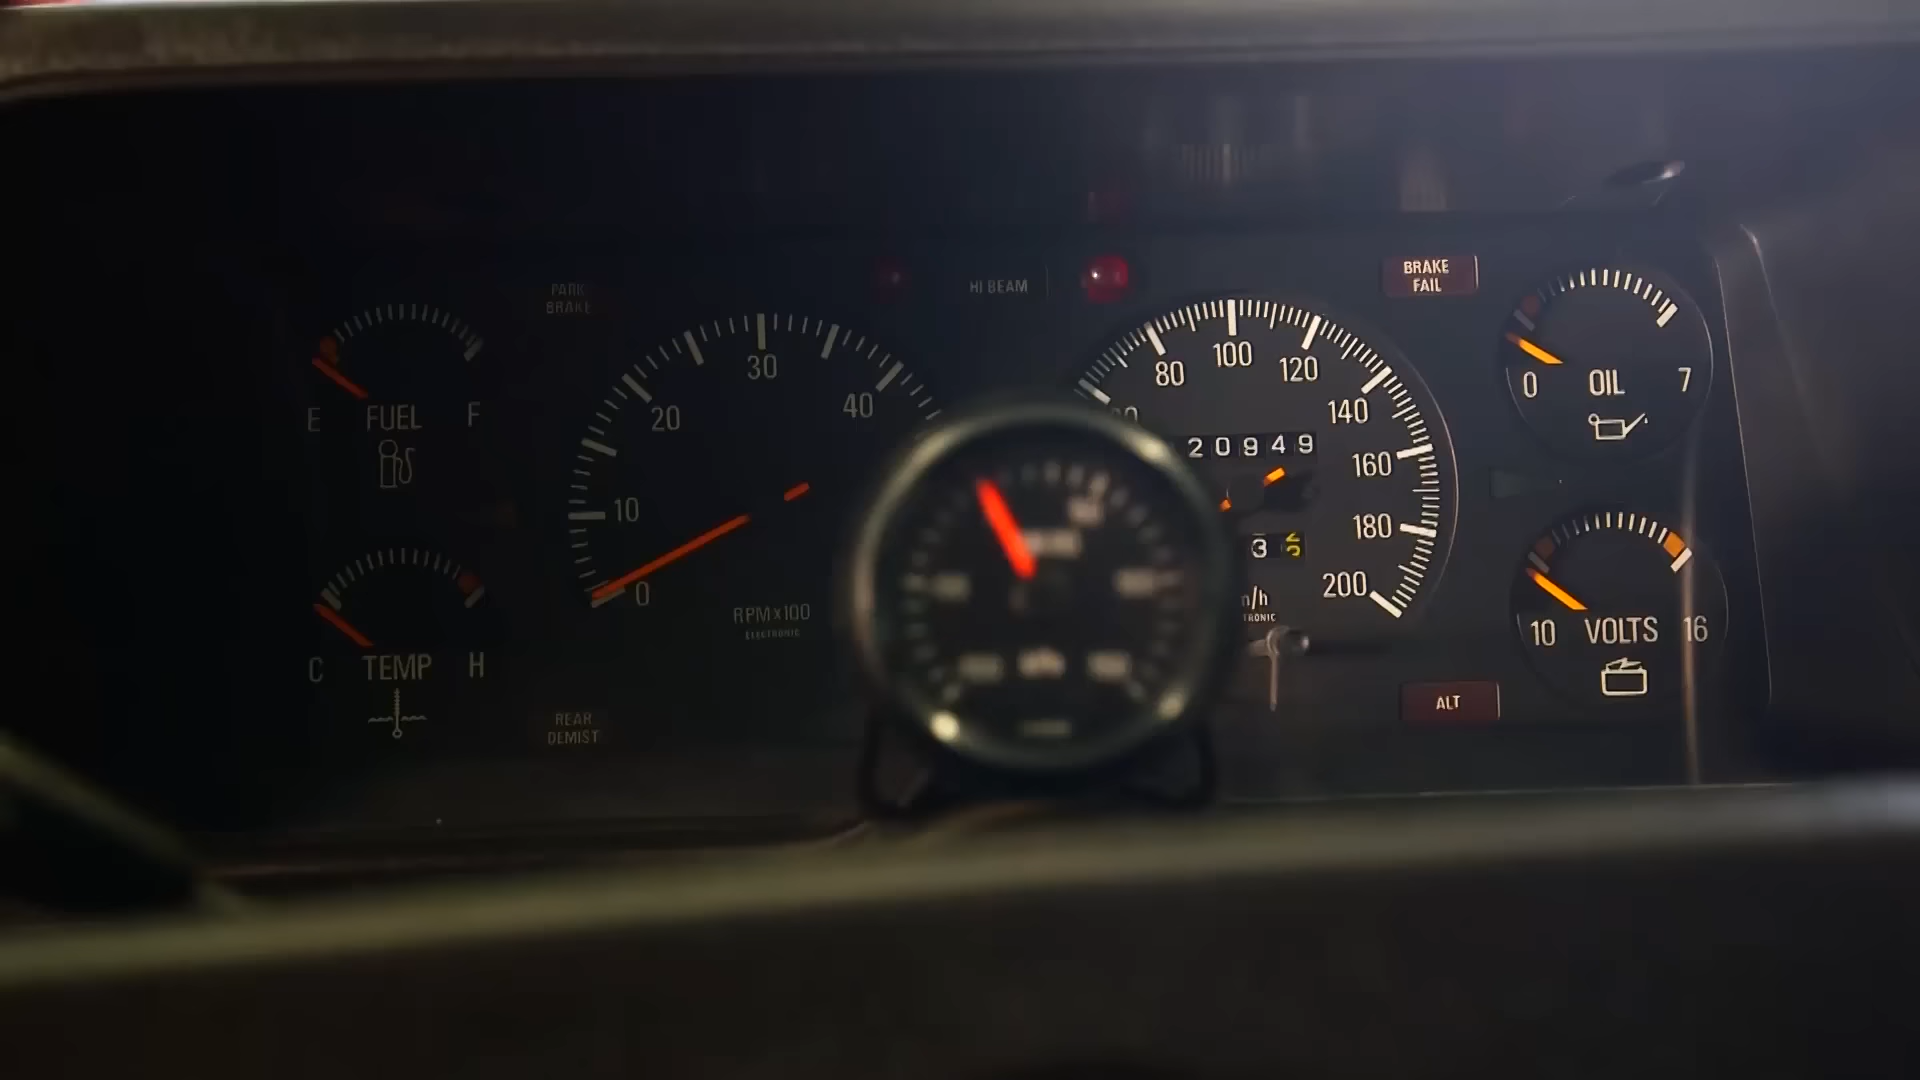 PARK
BRAKE
HI BEAM
BRAKE
FAIL
E FUEL F
10
20
30
40
0
RPM x 100
ELECTRONIC
80
100
120
140
160
180
200
20949
3
0 OIL 7
C TEMP H
REAR
DEMIST
10 VOLTS 16
ALT